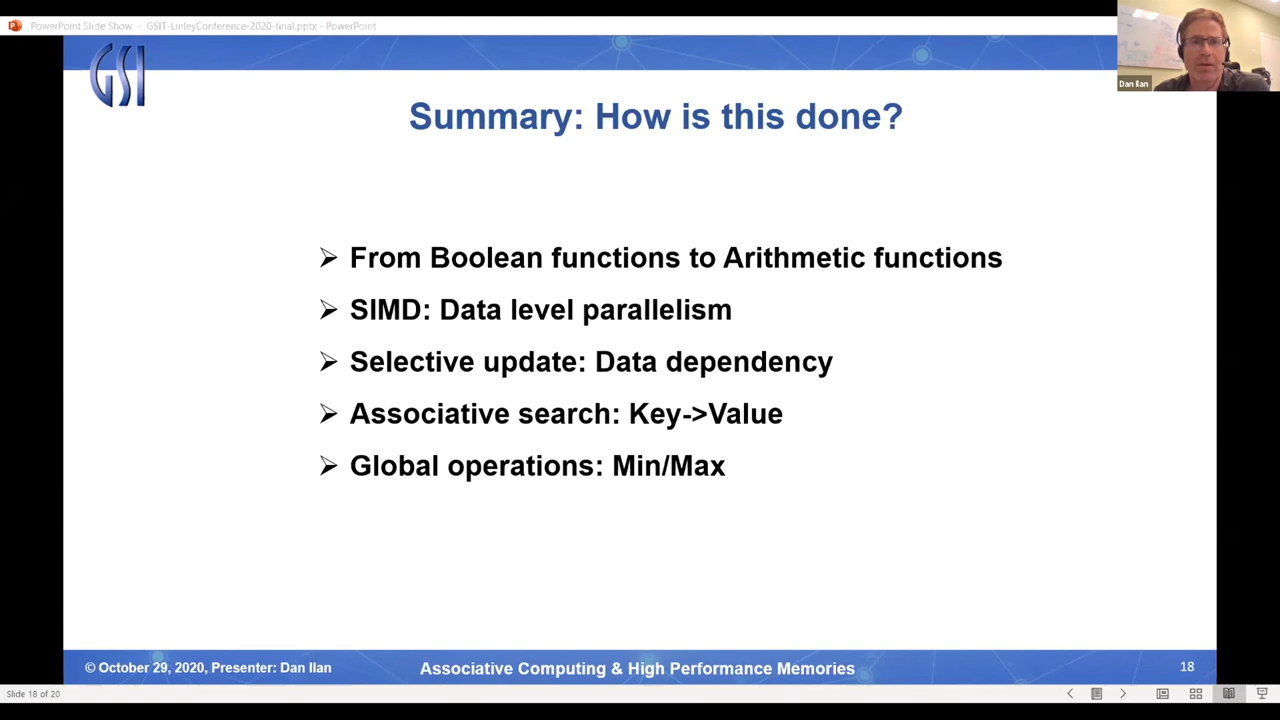 PowerPoint Slide Show - GSIT-LinleyConference-2020-final.pptx - PowerPoint
GSI
Dan Ilan
Summary: How is this done?
➢ From Boolean functions to Arithmetic functions
➢ SIMD: Data level parallelism
➢ Selective update: Data dependency
➢ Associative search: Key->Value
➢ Global operations: Min/Max
© October 29, 2020, Presenter: Dan Ilan
Associative Computing & High Performance Memories
18
Slide 18 of 20